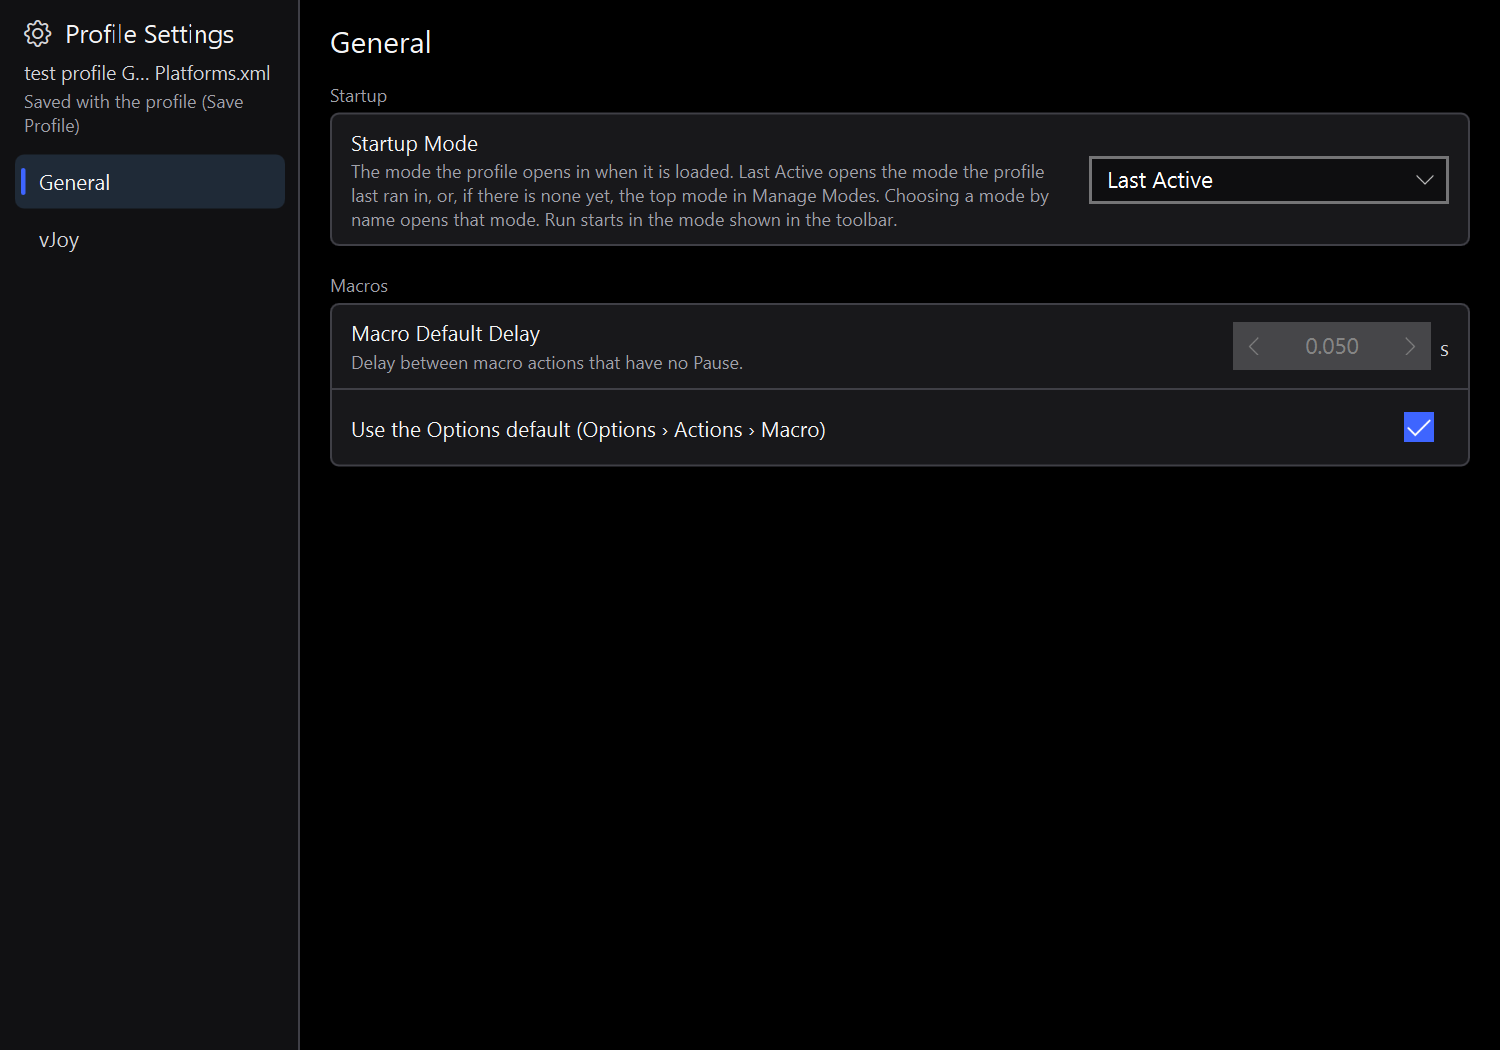 Profile Settings
test profile G... Platforms.xml
Saved with the profile (Save
Profile)
General
vJoy
General
Startup
Startup Mode
The mode the profile opens in when it is loaded. Last Active opens the mode the profile
last ran in, or, if there is none yet, the top mode in Manage Modes. Choosing a mode by
name opens that mode. Run starts in the mode shown in the toolbar.
Last Active
Macros
Macro Default Delay
Delay between macro actions that have no Pause.
0.050
s
Use the Options default (Options › Actions › Macro)